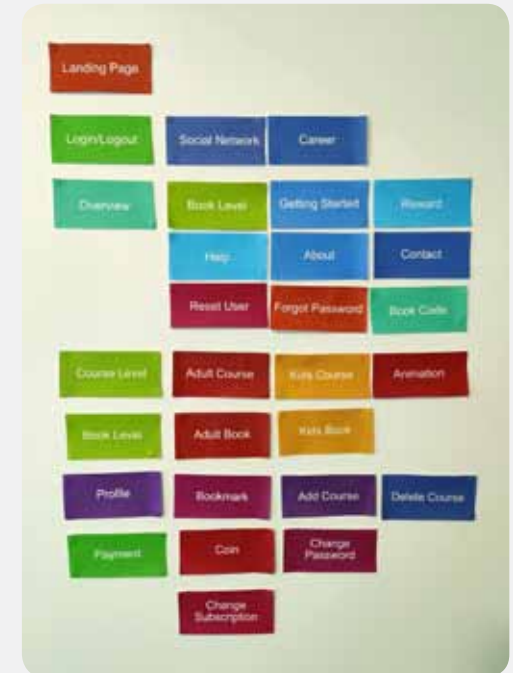 Landing Page
Login/Logout
Social Network
Career
Overview
Book Level
Getting Started
Reward
Help
About
Contact
Reset User
Forgot Password
Book Code
Course Level
Adult Course
Kids Course
Animation
Book Level
Adult Book
Kids Book
Profile
Bookmark
Add Course
Delete Course
Payment
Coin
Change
Password
Change
Subscription